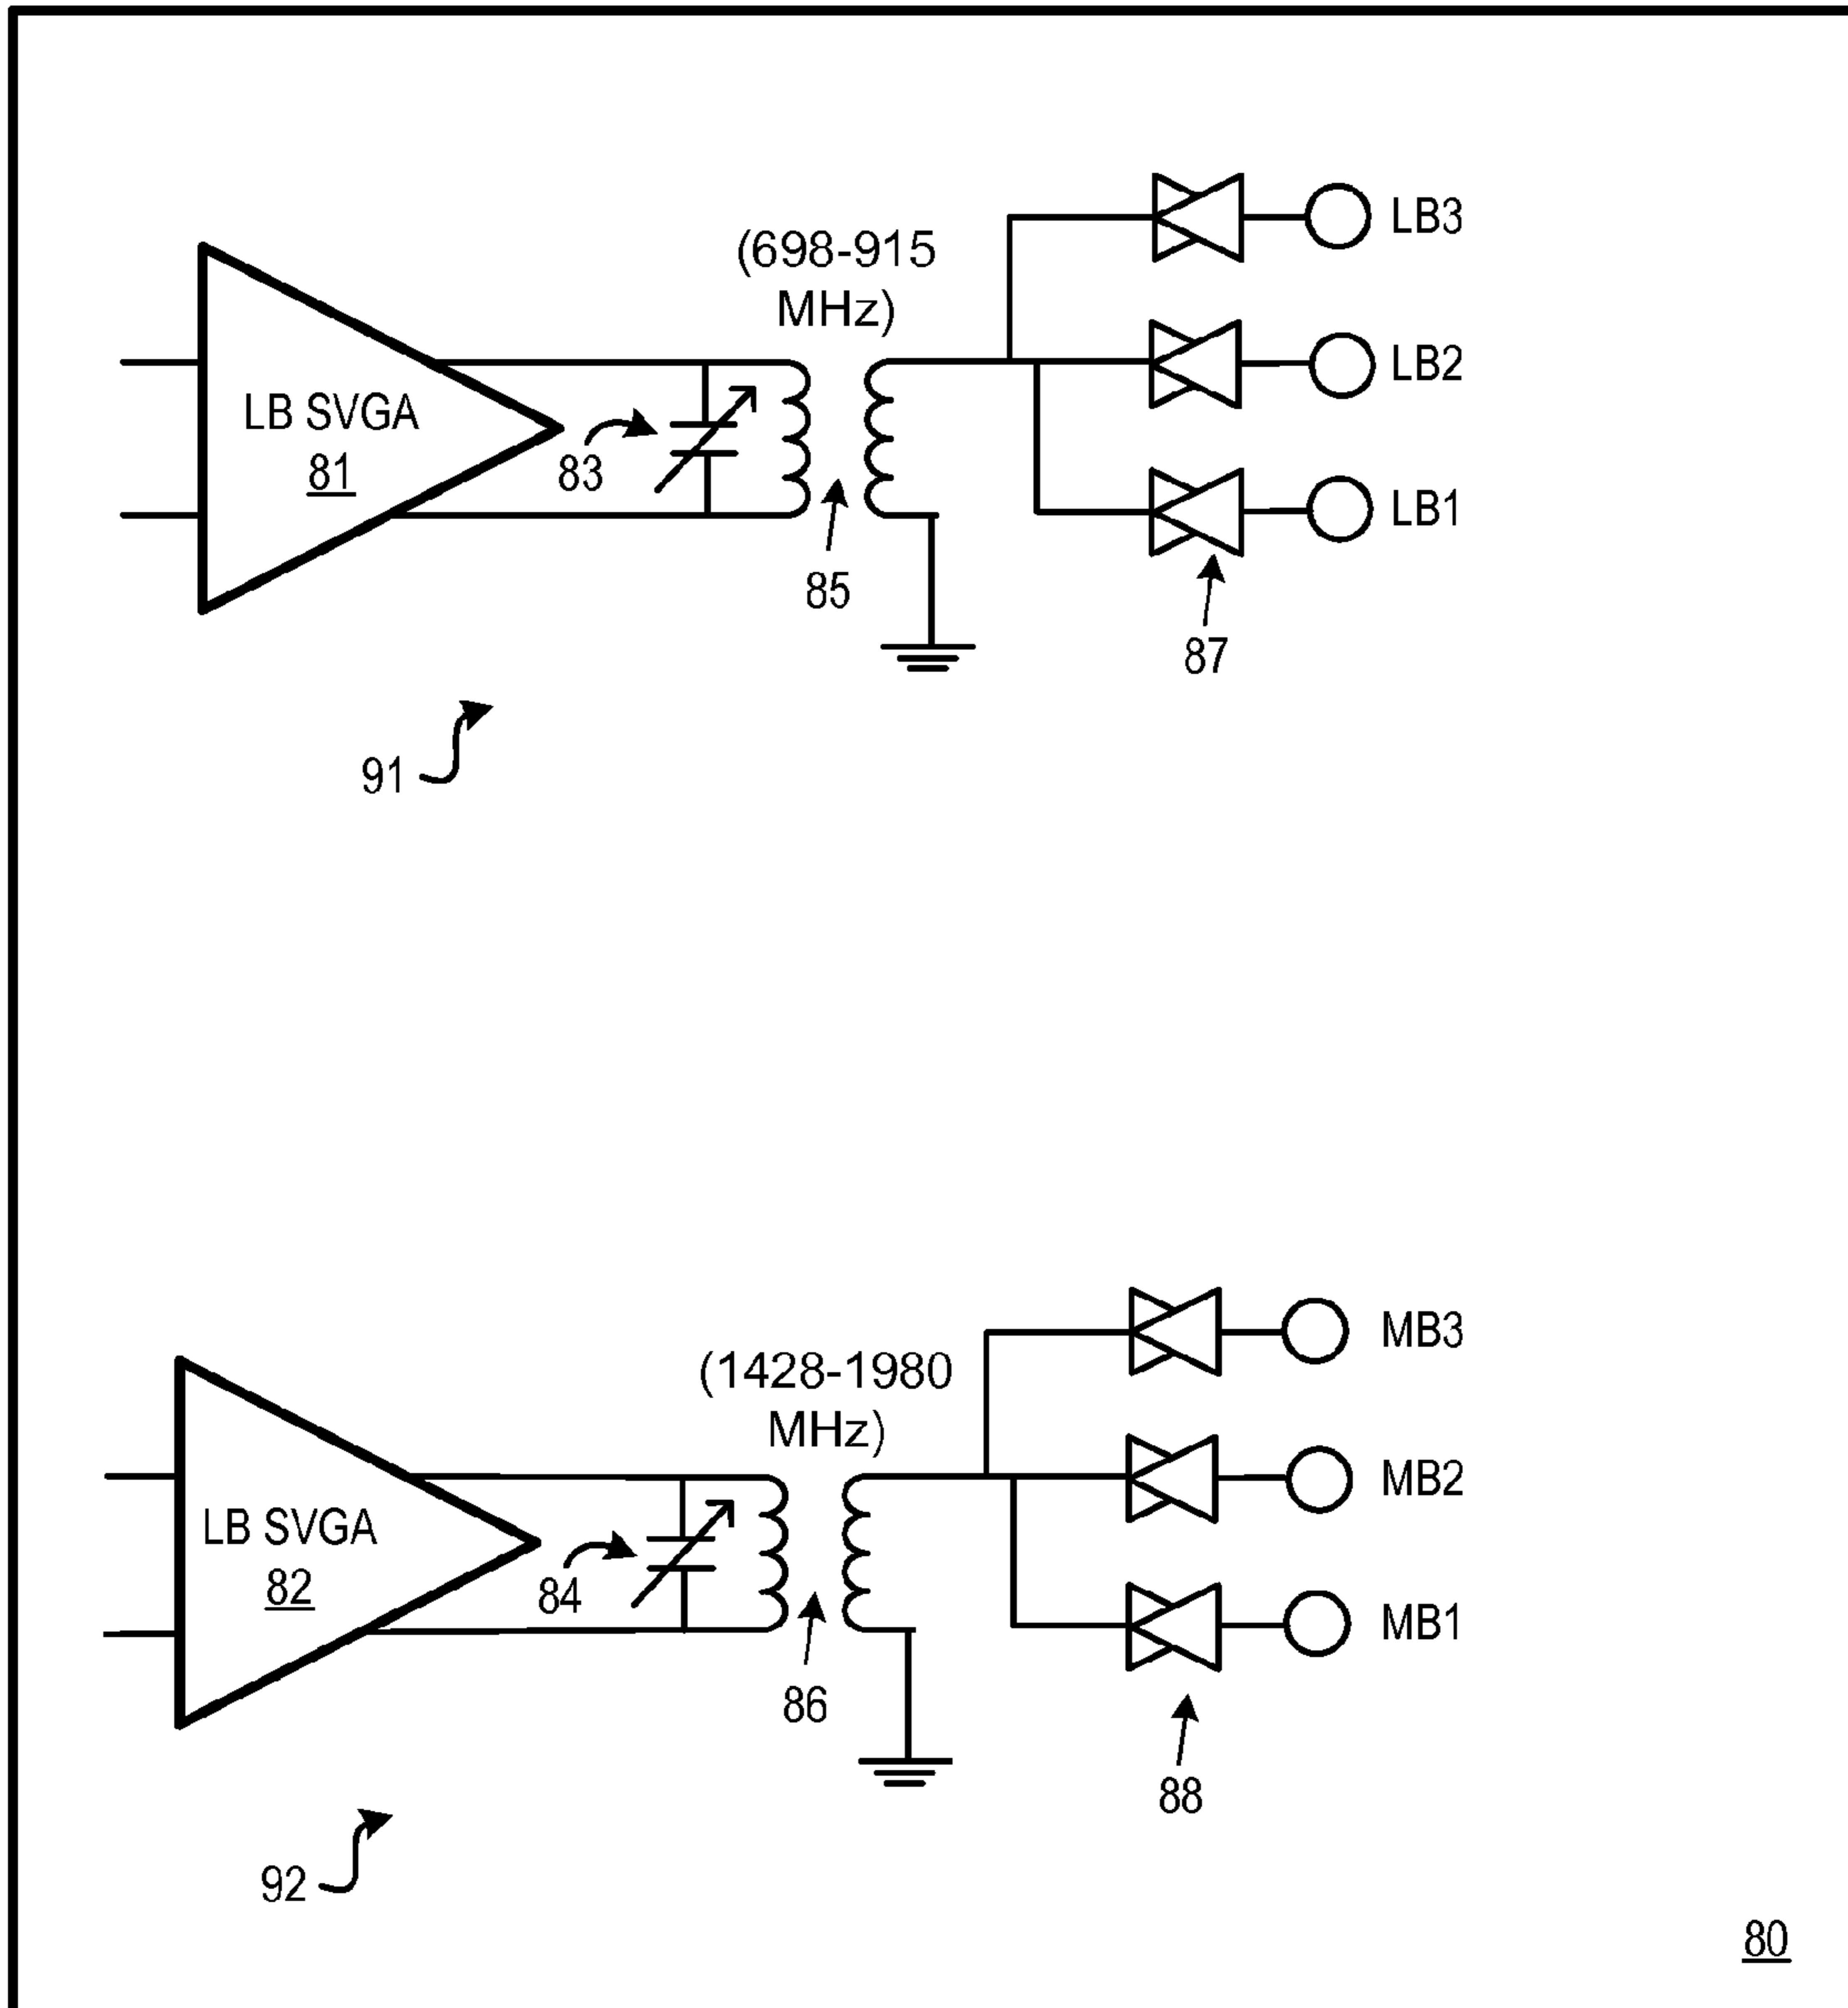 LB3
(698-915
MHz)
LB2
LB SVGA
81
83
LB1
85
87
91
MB3
(1428-1980
MHz)
MB2
LB SVGA
82
84
MB1
86
88
92
80